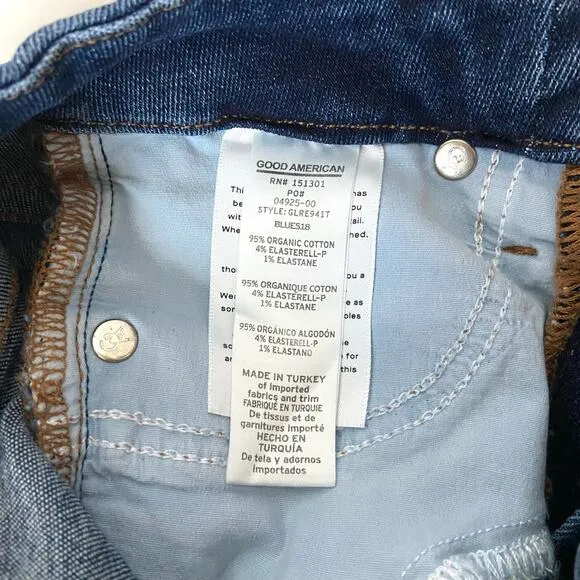 GOOD AMERICAN
RN# 151301
PO#
04925-00
STYLE: GLRE941T
BLUE518
95% ORGANIC COTTON
4% ELASTERELL-P
1% ELASTANE
95% ORGANIQUE COTON
4% ELASTERELL-P
1% ELASTANE
95% ORGÁNICO ALGODÓN
4% ELASTERELL-P
1% ELASTANO
MADE IN TURKEY
of imported
fabrics and trim
FABRIQUÉ EN TURQUIE
De tissus et de
garnitures importé
HECHO EN
TURQUÍA
De tela y adornos
importados